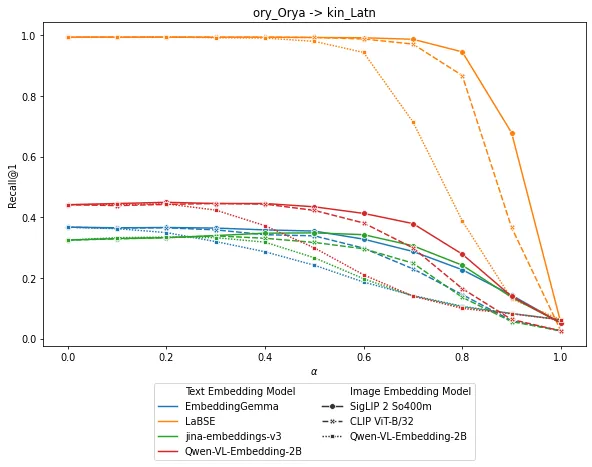 ory_Orya -> kin_Latn
1.0
0.8
0.6
0.4
0.2
0.0
Recall@1
0.0 0.2 0.4 0.6 0.8 1.0
α
Text Embedding Model Image Embedding Model
EmbeddingGemma SigLIP 2 So400m
LaBSE CLIP ViT-B/32
jina-embeddings-v3 Qwen-VL-Embedding-2B
Qwen-VL-Embedding-2B